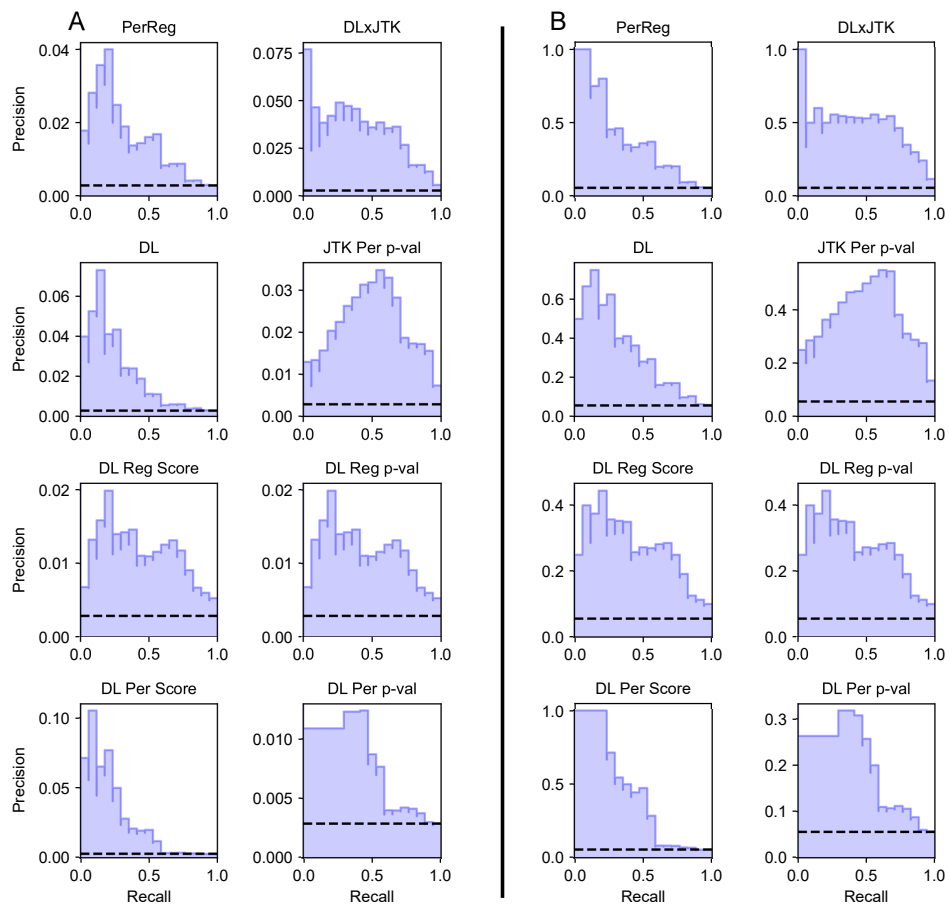 A
B
PerReg
DLxJTK
PerReg
DLxJTK
Precision
0.04
0.02
0.00
0.0 0.5 1.0
0.075
0.050
0.025
0.000
0.0 0.5 1.0
1.0
0.5
0.0
0.0 0.5 1.0
1.0
0.5
0.0
0.0 0.5 1.0
DL
JTK Per p-val
DL
JTK Per p-val
Precision
0.06
0.04
0.02
0.00
0.0 0.5 1.0
0.03
0.02
0.01
0.00
0.0 0.5 1.0
0.6
0.4
0.2
0.0
0.0 0.5 1.0
0.4
0.2
0.0
0.0 0.5 1.0
DL Reg Score
DL Reg p-val
DL Reg Score
DL Reg p-val
Precision
0.02
0.01
0.00
0.0 0.5 1.0
0.02
0.01
0.00
0.0 0.5 1.0
0.4
0.2
0.0
0.0 0.5 1.0
0.4
0.2
0.0
0.0 0.5 1.0
DL Per Score
DL Per p-val
DL Per Score
DL Per p-val
Precision
0.10
0.05
0.00
0.0 0.5 1.0
Recall
0.010
0.005
0.000
0.0 0.5 1.0
Recall
1.0
0.5
0.0
0.0 0.5 1.0
Recall
0.3
0.2
0.1
0.0
0.0 0.5 1.0
Recall